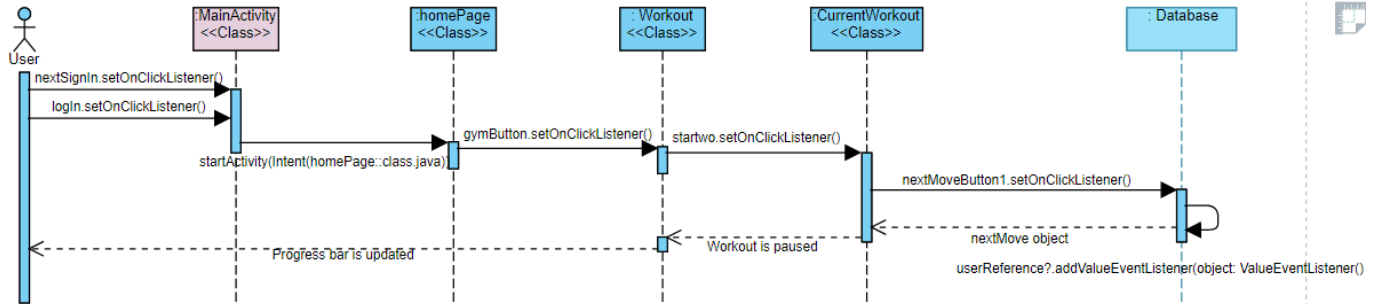 :MainActivity
<<Class>>
:homePage
<<Class>>
: Workout
<<Class>>
:CurrentWorkout
<<Class>>
: Database
User
nextSignIn.setOnClickListener()
logIn.setOnClickListener()
startActivity(Intent(homePage::class.java))
gymButton.setOnClickListener()
startwo.setOnClickListener()
nextMoveButton1.setOnClickListener()
nextMove object
Workout is paused
Progress bar is updated
userReference?.addValueEventListener(object: ValueEventListener()